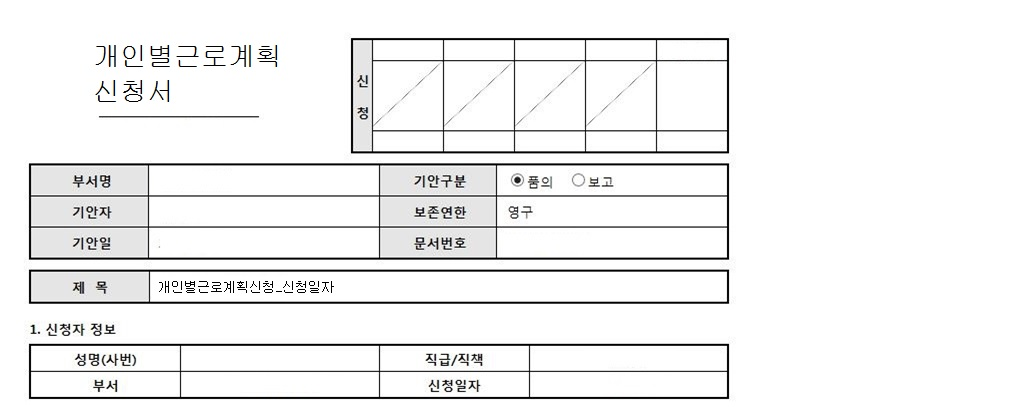 개인별근로계획
신청서
신
청
부서명 기안구분 품의 보고
기안자 보존연한 영구
기안일 문서번호
제 목 개인별근로계획신청_신청일자
1. 신청자 정보
성명(사번) 직급/직책
부서 신청일자